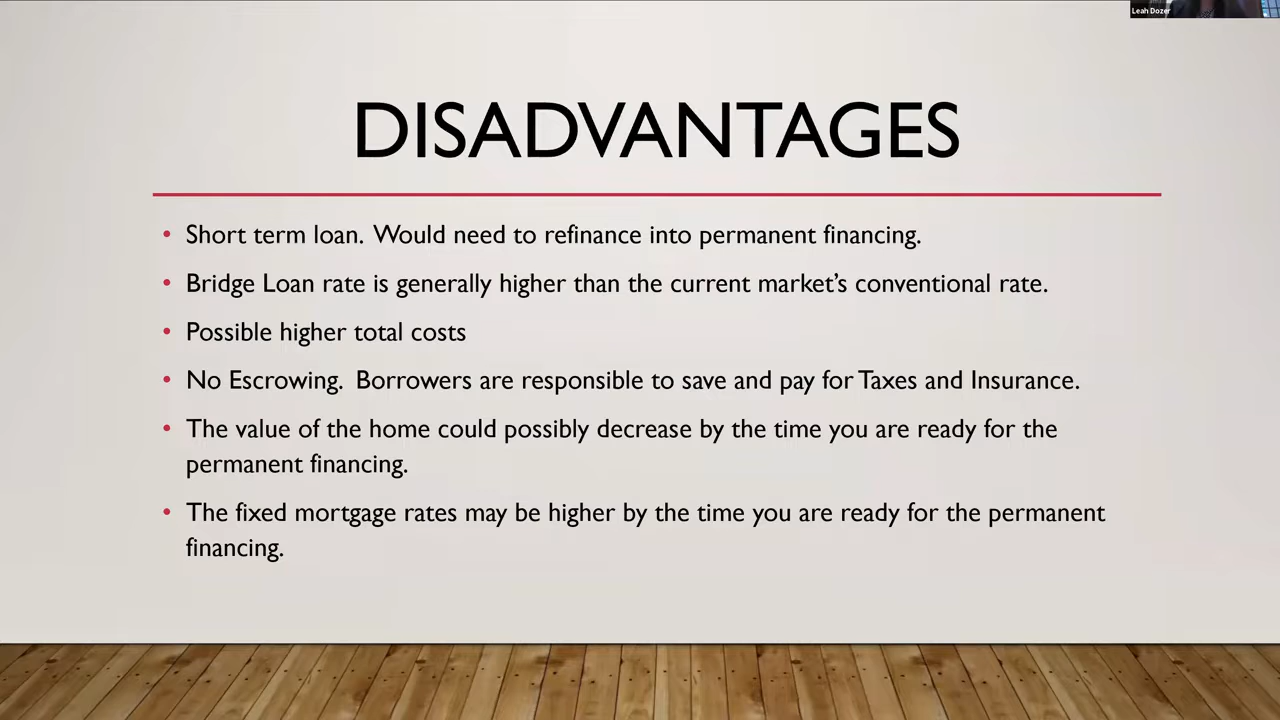 Leah Dozer
DISADVANTAGES
• Short term loan. Would need to refinance into permanent financing.
• Bridge Loan rate is generally higher than the current market's conventional rate.
• Possible higher total costs
• No Escrowing. Borrowers are responsible to save and pay for Taxes and Insurance.
• The value of the home could possibly decrease by the time you are ready for the
permanent financing.
• The fixed mortgage rates may be higher by the time you are ready for the permanent
financing.